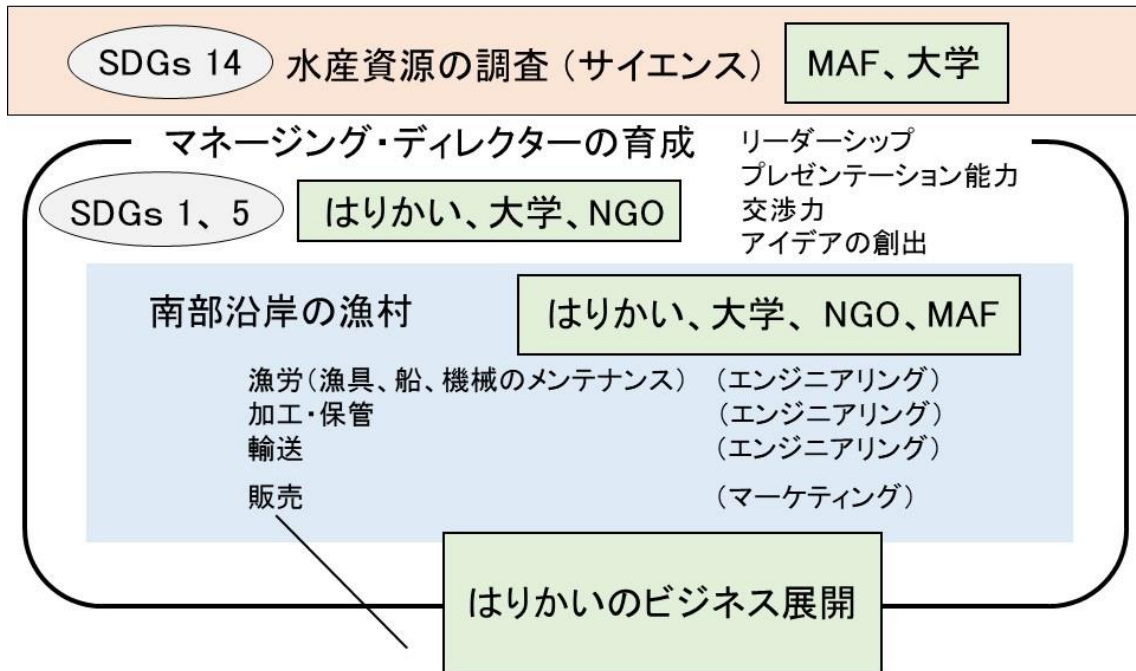 SDGs 14 水産資源の調査（サイエンス） MAF、大学
マネージング・ディレクターの育成
リーダーシップ
プレゼンテーション能力
交渉力
アイデアの創出
SDGs 1、5 はりかい、大学、NGO
南部沿岸の漁村 はりかい、大学、NGO、MAF
漁労（漁具、船、機械のメンテナンス） （エンジニアリング）
加工・保管 （エンジニアリング）
輸送 （エンジニアリング）
販売 （マーケティング）
はりかいのビジネス展開